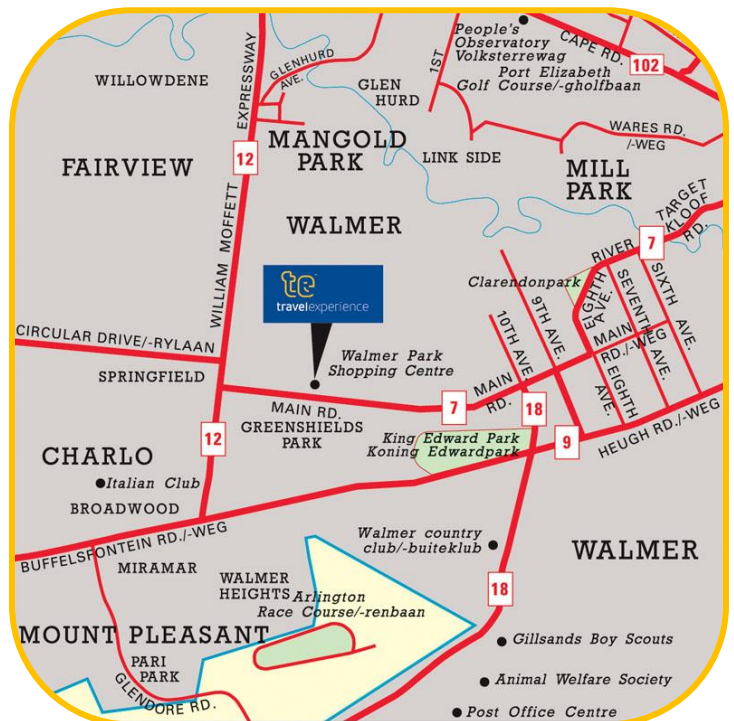 People's
Observatory
Volksterrewag
CAPE RD.
102
Port Elizabeth
Golf Course/-gholfbaan
WILLOWDENE
EXPRESSWAY
GLENHURD
AVE.
GLEN
HURD
1ST
WARES RD.
/-WEG
FAIRVIEW
12
MANGOLD
PARK
LINK SIDE
MILL
PARK
TARGET
KLOOF
RD.
WALMER
RIVER
7
WILLIAM MOFFETT
te
travelexperience
Clarendonpark
EIGHTH
AVE.
SEVENTH
AVE.
SIXTH AVE.
9TH AVE.
10TH AVE.
MAIN
RD./-WEG
CIRCULAR DRIVE/-RYLAAN
Walmer Park
Shopping Centre
SPRINGFIELD
MAIN
RD.
EIGHTH
AVE.
MAIN RD.
7
18
GREENSHIELDS
PARK
12
King Edward Park
Koning Edwardpark
9
HEUGH RD./-WEG
CHARLO
Italian Club
BROADWOOD
BUFFELSFONTEIN RD./-WEG
Walmer country
club/-buiteklub
WALMER
MIRAMAR
WALMER
HEIGHTS
Arlington
Race Course/-renbaan
18
MOUNT PLEASANT
Gillsands Boy Scouts
PARI
PARK
GLENDORE RD.
Animal Welfare Society
Post Office Centre